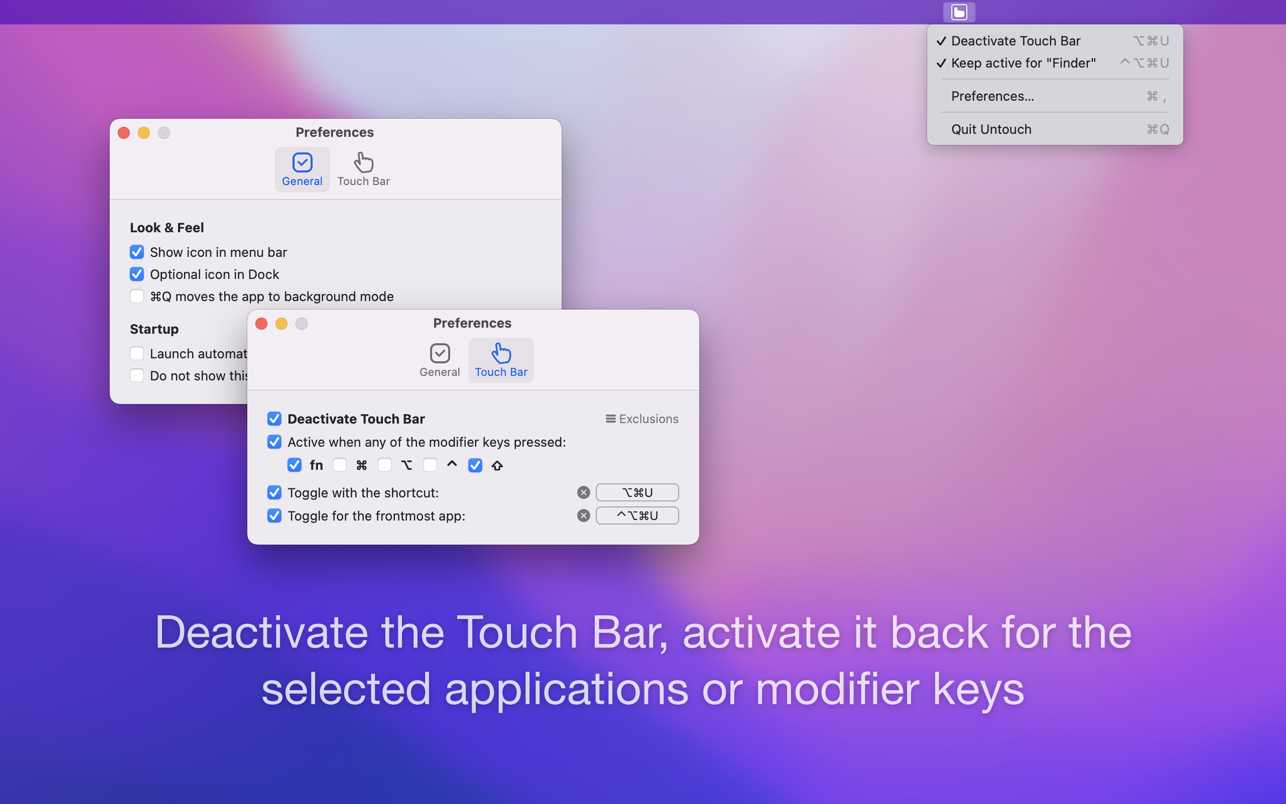 Deactivate Touch Bar ⌥⌘U
Keep active for "Finder" ^⌥⌘U
Preferences... ⌘ ,
Quit Untouch ⌘Q
Preferences
General Touch Bar
Look & Feel
Show icon in menu bar
Optional icon in Dock
⌘Q moves the app to background mode
Startup
Launch automat
Do not show this
Preferences
General Touch Bar
Deactivate Touch Bar Exclusions
Active when any of the modifier keys pressed:
fn ⌘ ⌥ ^ ⇧
Toggle with the shortcut: ⌥⌘U
Toggle for the frontmost app: ^⌥⌘U
Deactivate the Touch Bar, activate it back for the
selected applications or modifier keys